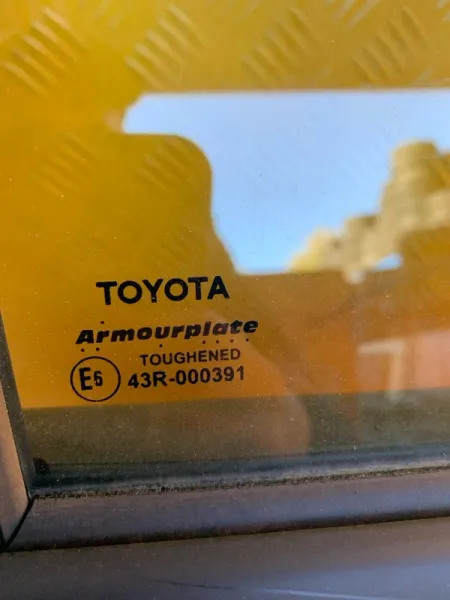 TOYOTA
Armourplate
TOUGHENED
E6 43R-000391